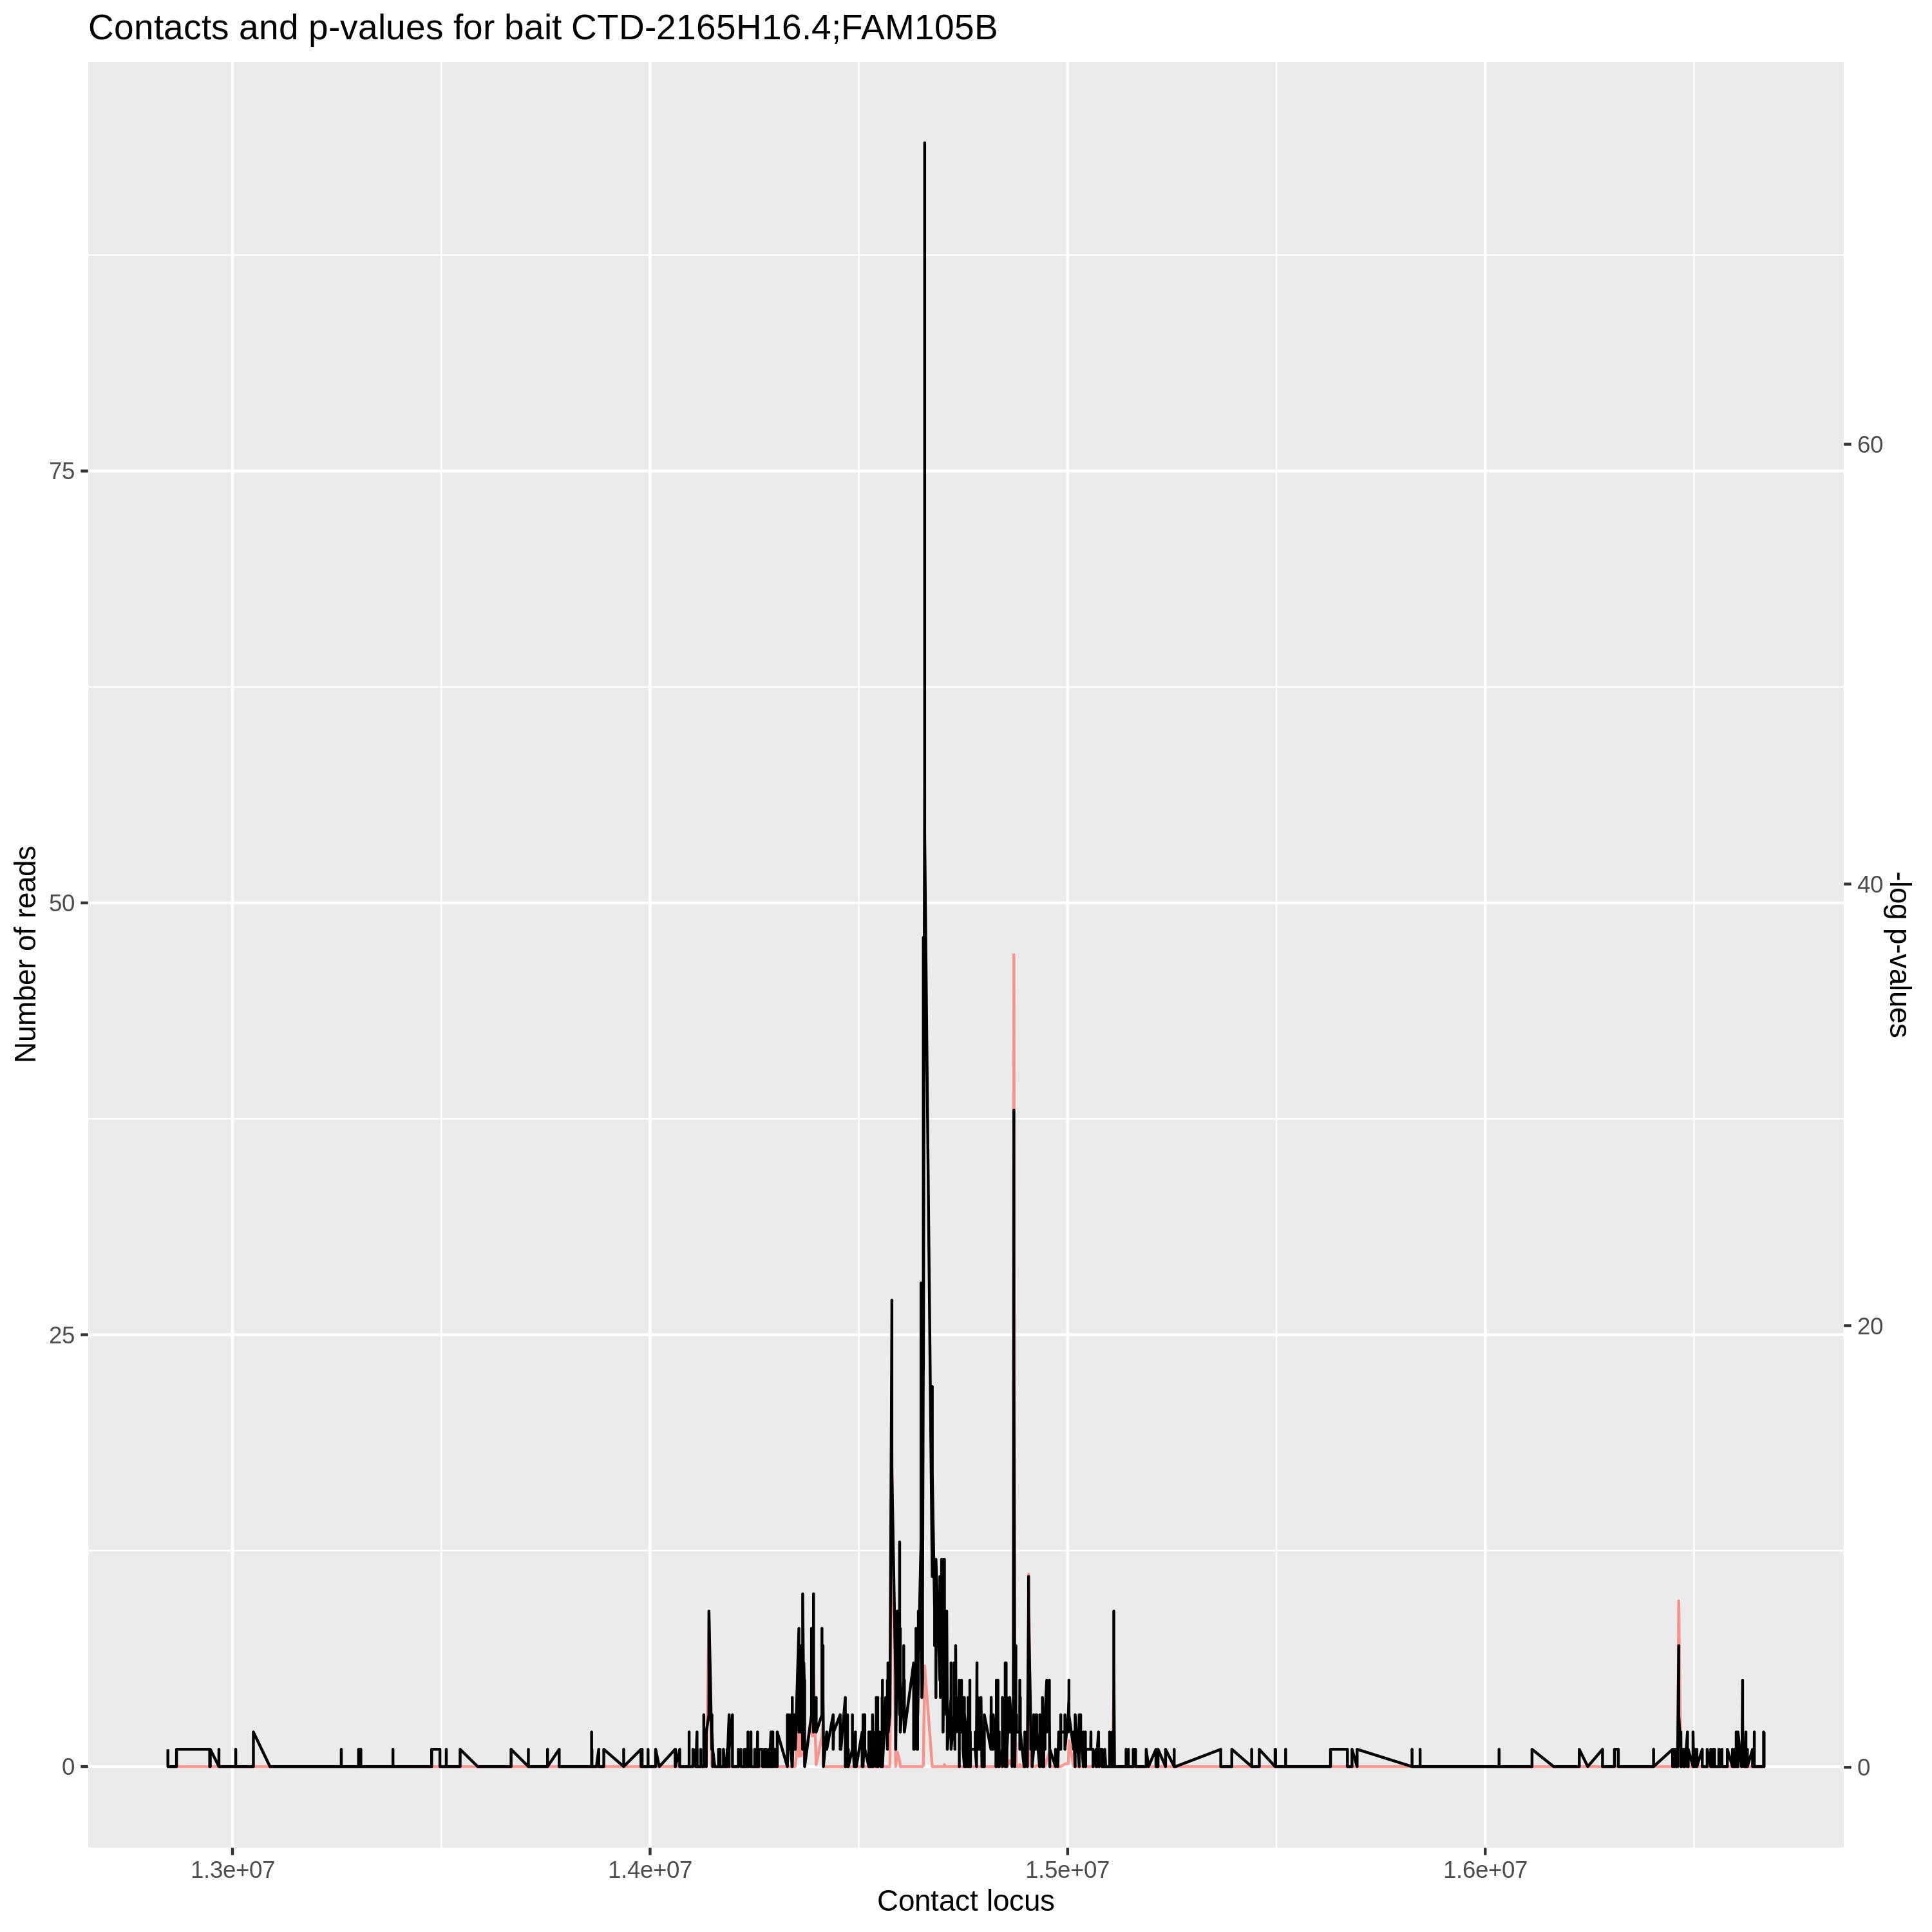 Contacts and p-values for bait CTD-2165H16.4;FAM105B
75
50
25
0
60
40
20
0
Number of reads
-log p-values
1.3e+07 1.4e+07 1.5e+07 1.6e+07
Contact locus